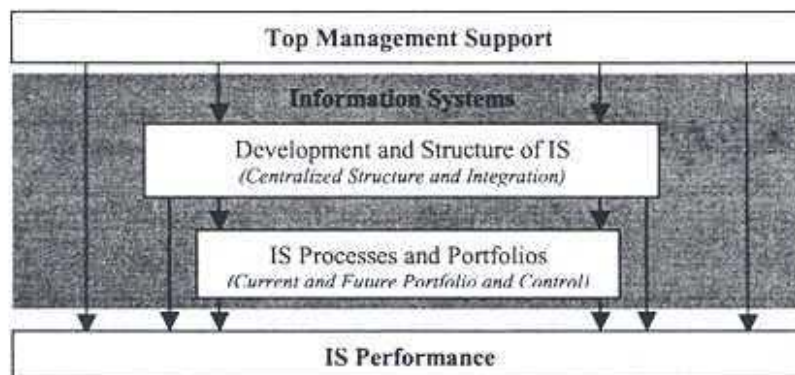 Top Management Support
Information Systems
Development and Structure of IS
(Centralized Structure and Integration)
IS Processes and Portfolios
(Current and Future Portfolio and Control)
IS Performance